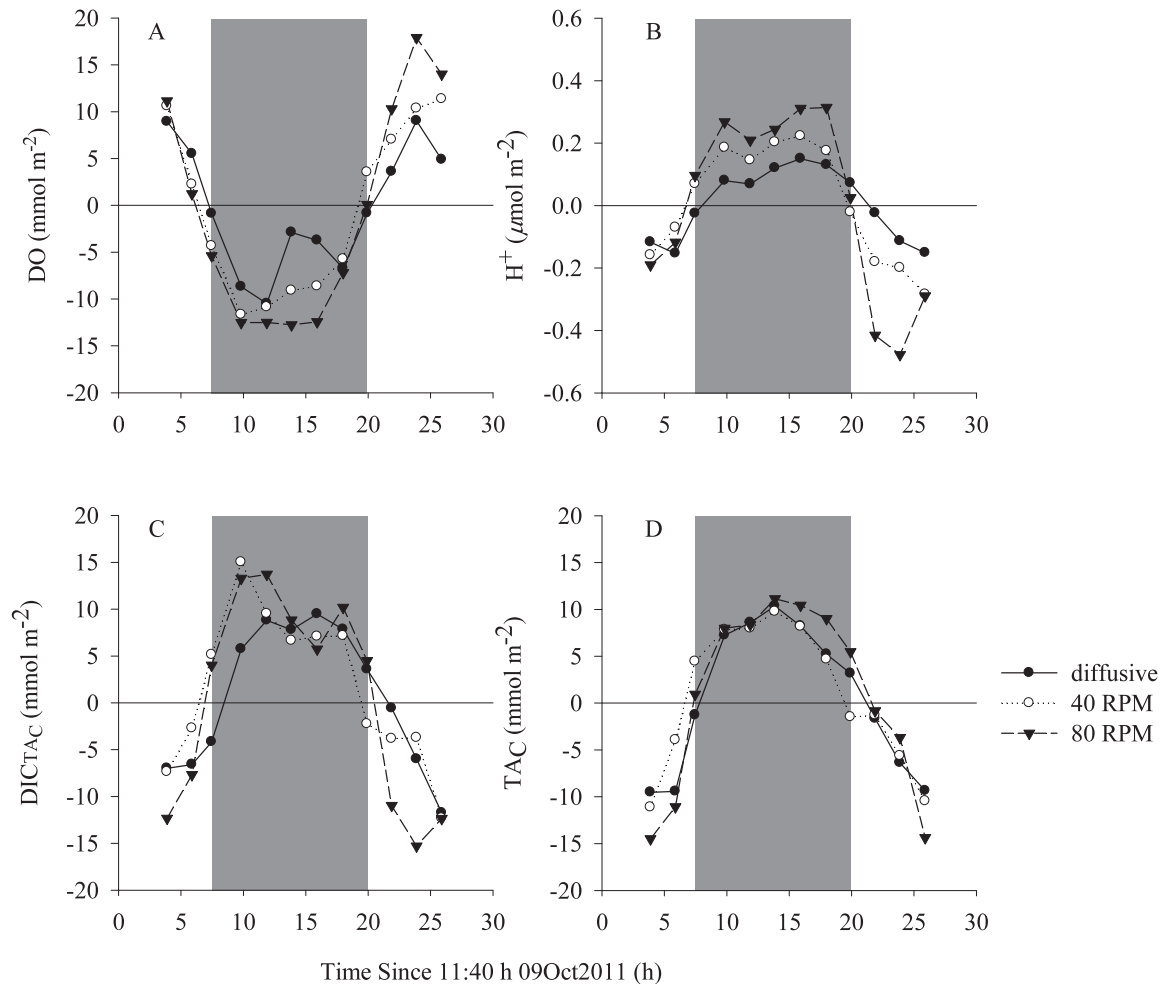 A
20
15
10
5
0
-5
-10
-15
-20
DO (mmol m-2)
0 5 10 15 20 25 30
B
0.6
0.4
0.2
0.0
-0.2
-0.4
-0.6
H+ (μmol m-2)
0 5 10 15 20 25 30
C
20
15
10
5
0
-5
-10
-15
-20
DICTAC (mmol m-2)
0 5 10 15 20 25 30
D
20
15
10
5
0
-5
-10
-15
-20
TAC (mmol m-2)
0 5 10 15 20 25 30
diffusive
40 RPM
80 RPM
Time Since 11:40 h 09Oct2011 (h)